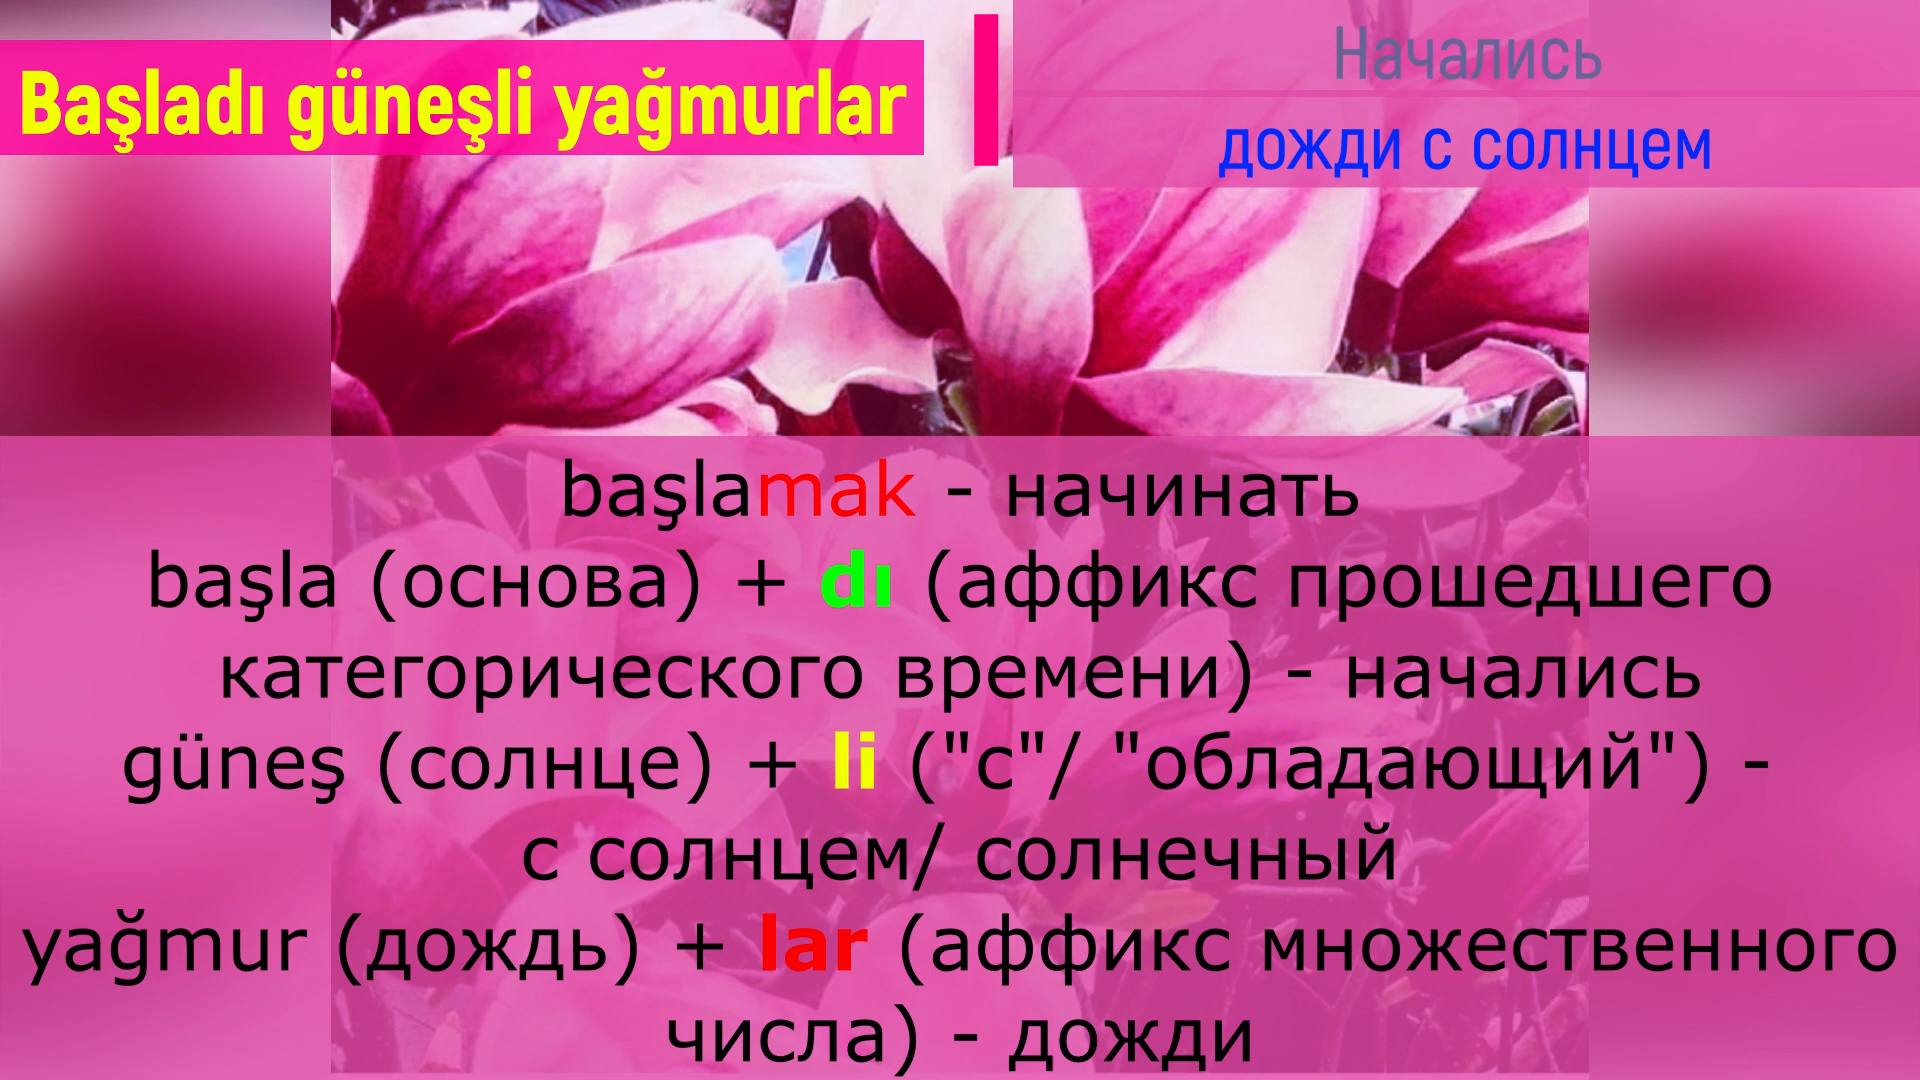 Başladı güneşli yağmurlar
Начались
дожди с солнцем
başlamak - начинать
başla (основа) + dı (аффикс прошедшего
категорического времени) - начались
güneş (солнце) + li ("с"/ "обладающий") -
с солнцем/ солнечный
yağmur (дождь) + lar (аффикс множественного
числа) - дожди